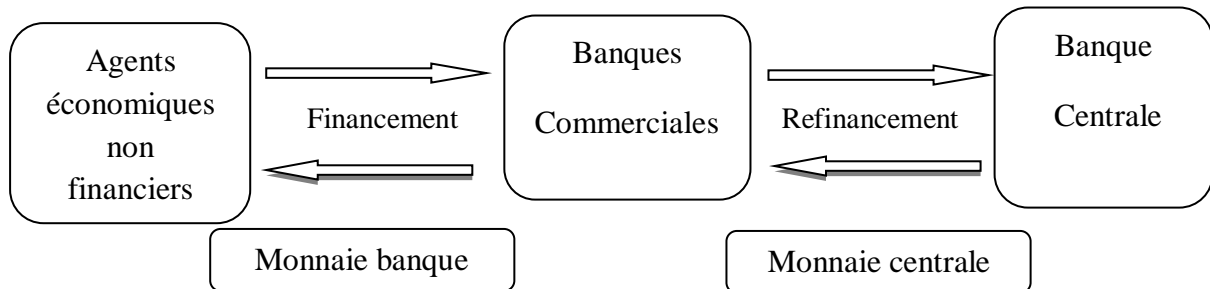 Agents
économiques
non
financiers
Financement
Banques
Commerciales
Refinancement
Banque
Centrale
Monnaie banque
Monnaie centrale